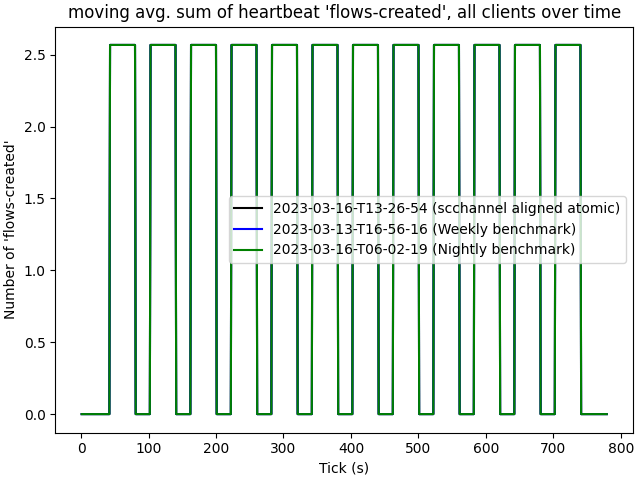 moving avg. sum of heartbeat 'flows-created', all clients over time
Number of 'flows-created'
2.5
2.0
1.5
1.0
0.5
0.0
2023-03-16-T13-26-54 (scchannel aligned atomic)
2023-03-13-T16-56-16 (Weekly benchmark)
2023-03-16-T06-02-19 (Nightly benchmark)
0 100 200 300 400 500 600 700 800
Tick (s)